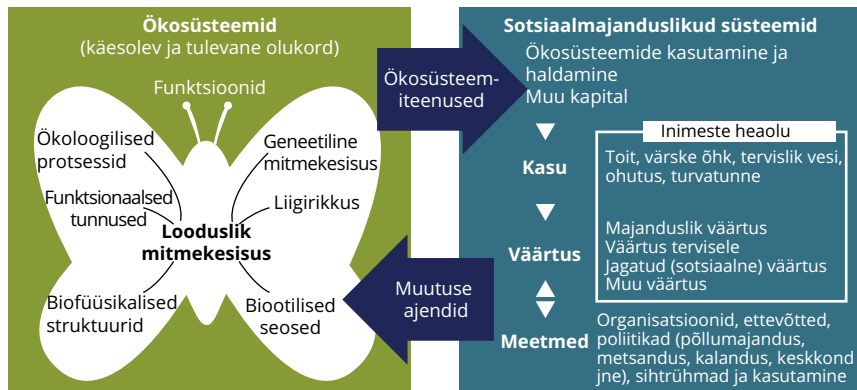 Ökosüsteemid
(käesolev ja tulevane olukord)
Funktsioonid
Ökoloogilised
protsessid
Geneetiline
mitmekesisus
Funktsionaalsed
tunnused
Liigirikkus
Looduslik
mitmekesisus
Biofüüsikalised
struktuurid
Biootilised
seosed
Ökosüsteem-
iteenused
Muutuse
ajendid
Sotsiaalmajanduslikud süsteemid
Ökosüsteemide kasutamine ja
haldamine
Muu kapital
Inimeste heaolu
Kasu
Toit, värske õhk, tervislik vesi,
ohutus, turvatunne
Väärtus
Majanduslik väärtus
Väärtus tervisele
Jagatud (sotsiaalne) väärtus
Muu väärtus
Meetmed
Organisatsioonid, ettevõtted,
poliitikad (põllumajandus,
metsandus, kalandus, keskkond
jne), sihtrühmad ja kasutamine